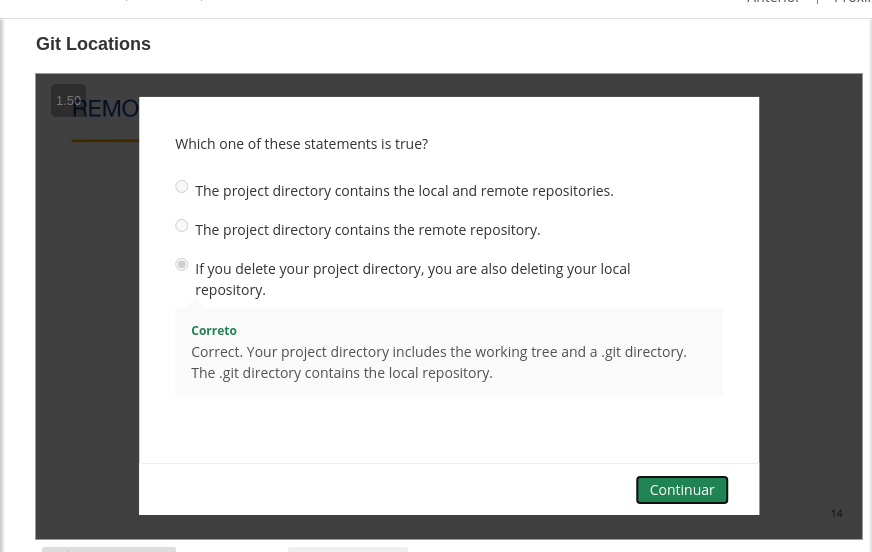 Git Locations
1.50
REMO
Which one of these statements is true?
The project directory contains the local and remote repositories.
The project directory contains the remote repository.
If you delete your project directory, you are also deleting your local
repository.
Correto
Correct. Your project directory includes the working tree and a .git directory.
The .git directory contains the local repository.
Continuar
14